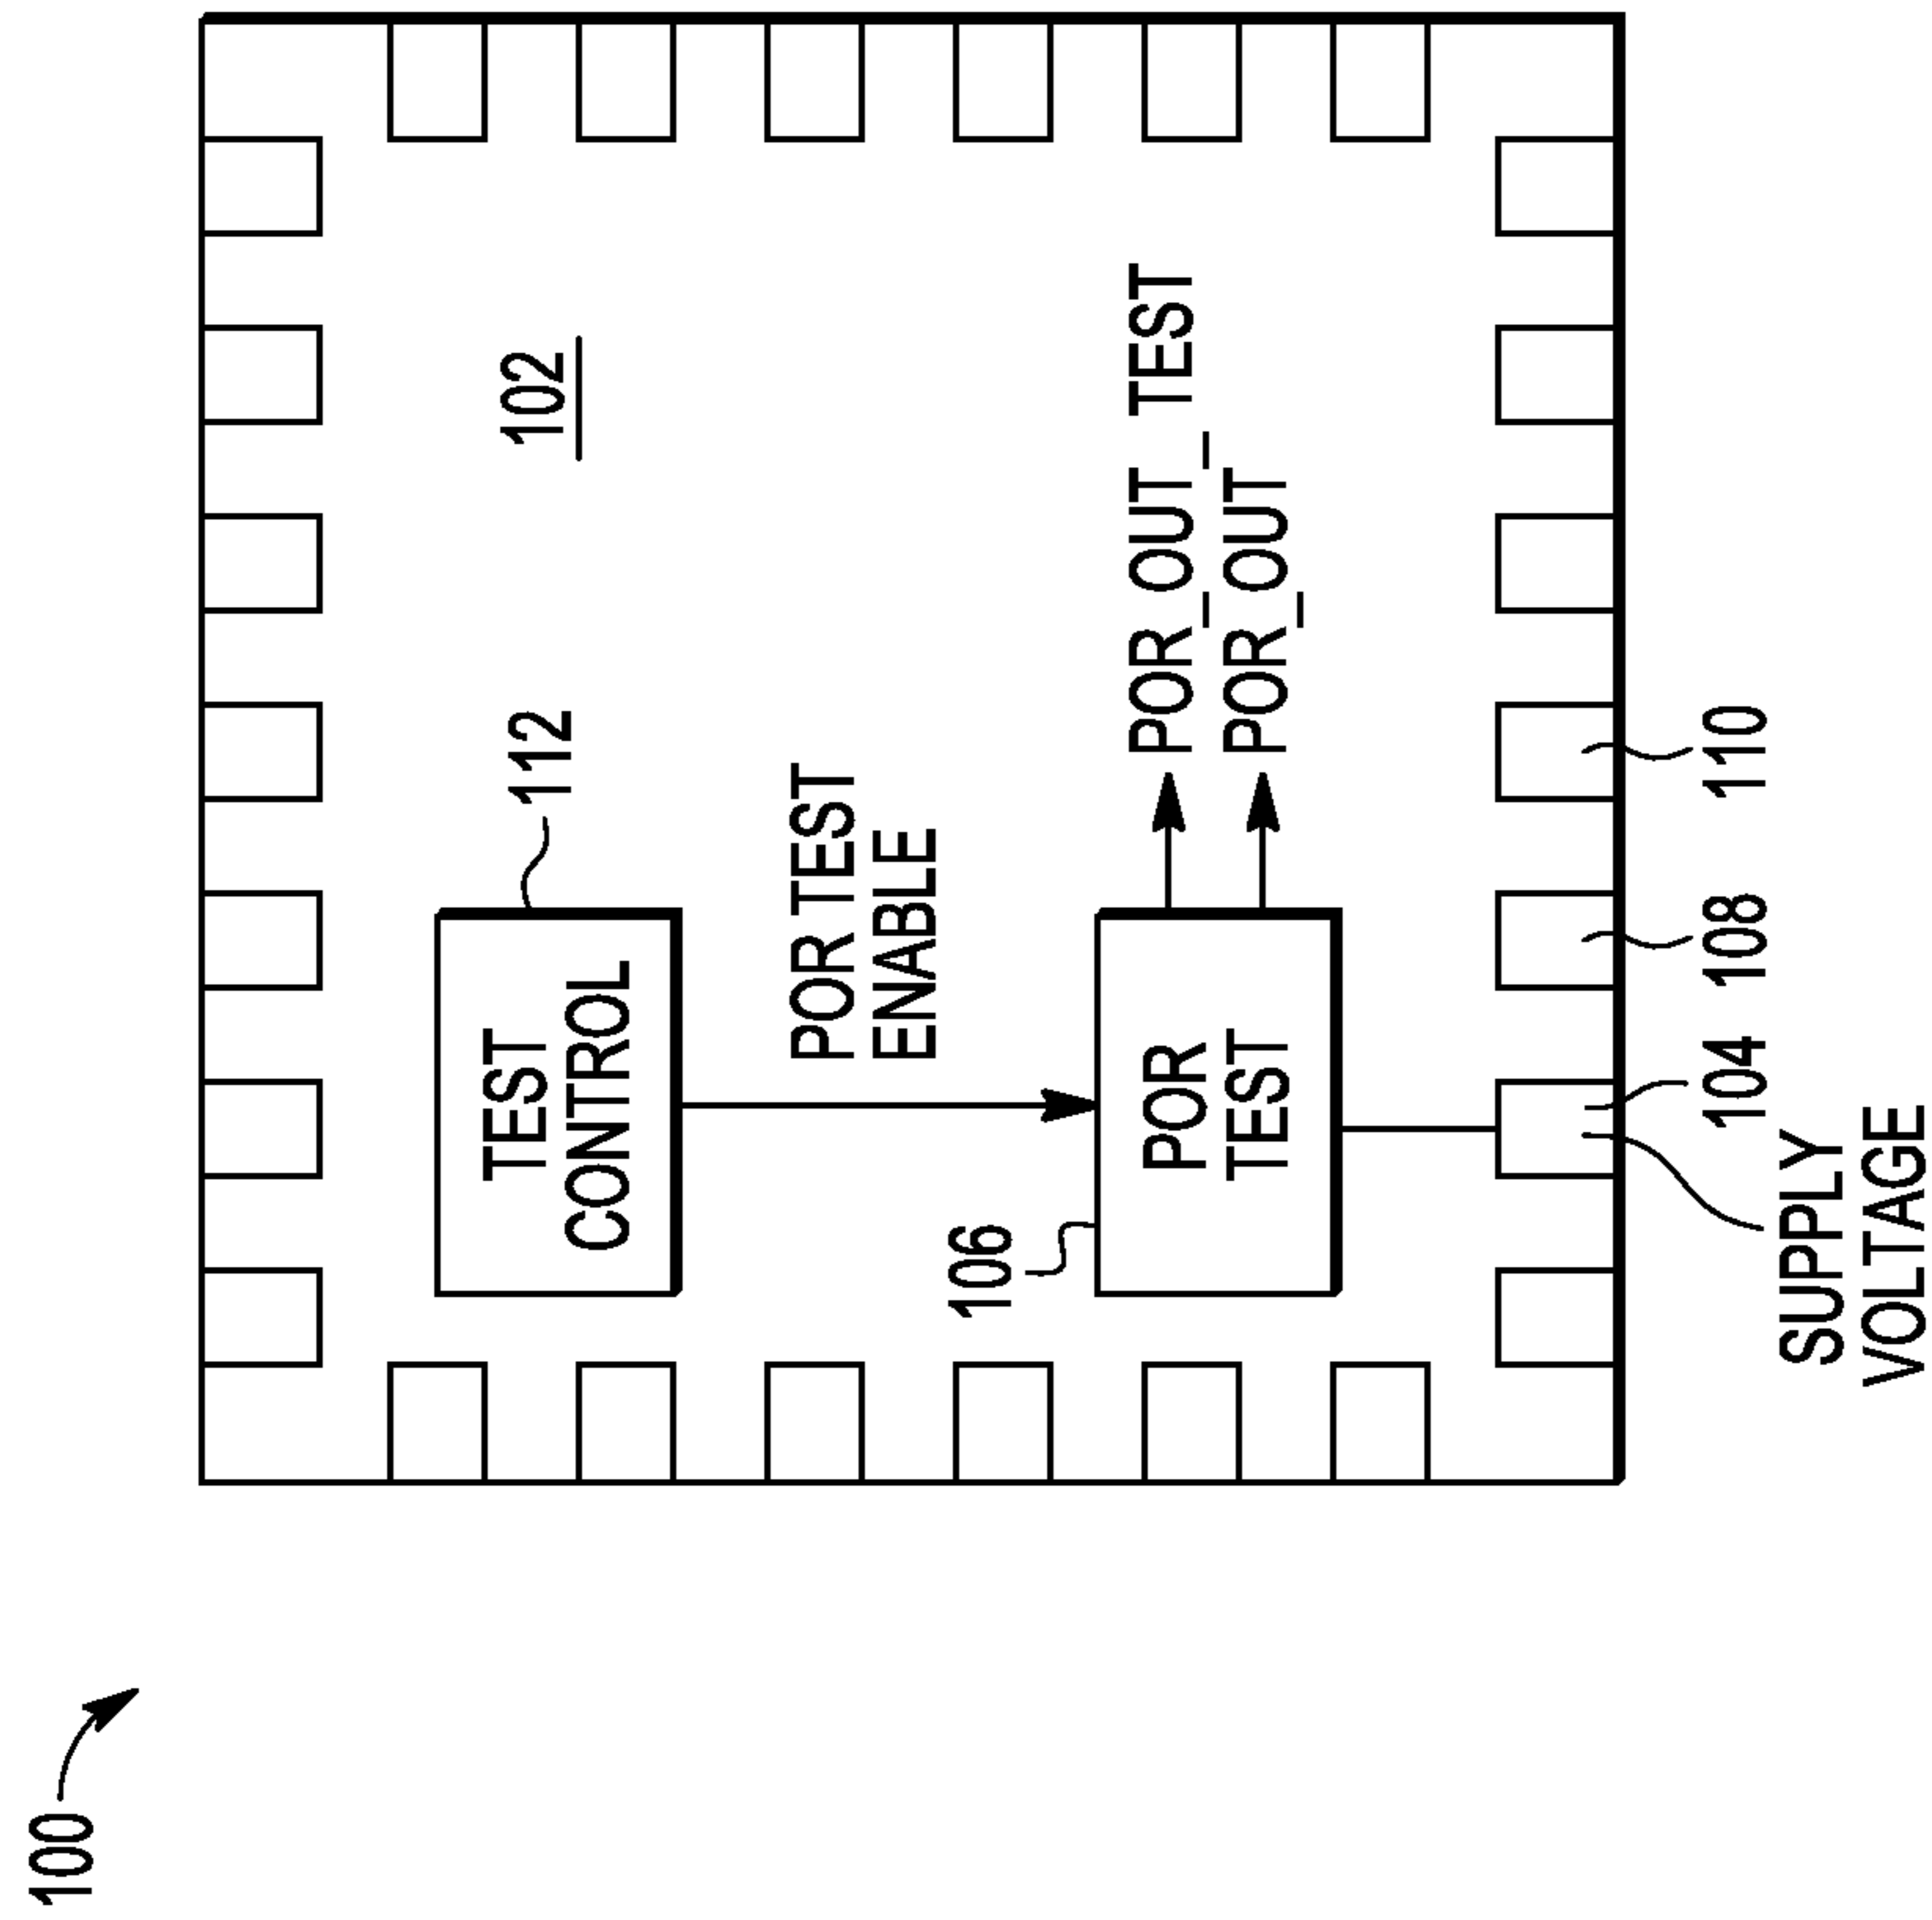 100
102
112
TEST
CONTROL
POR TEST
ENABLE
106
POR
TEST
POR_OUT_TEST
POR_OUT
104
108
110
SUPPLY
VOLTAGE